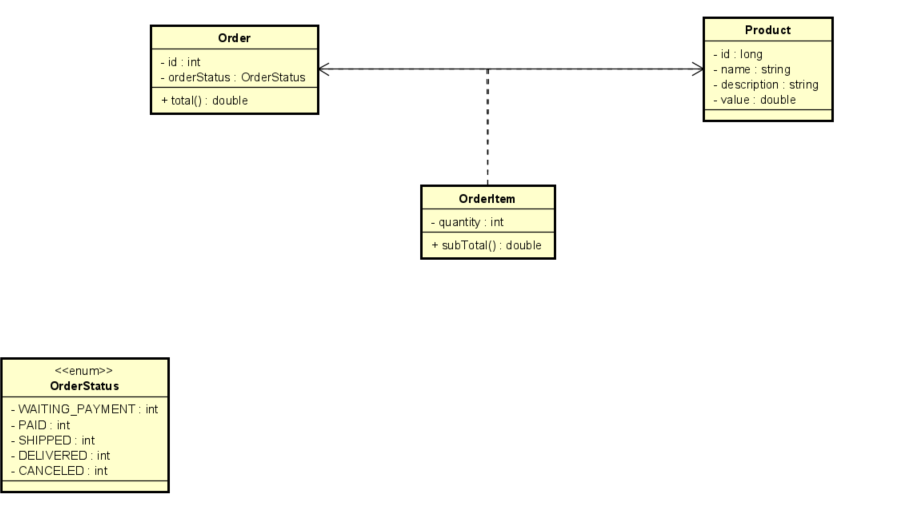 Order
- id : int
- orderStatus : OrderStatus
+ total() : double
Product
- id : long
- name : string
- description : string
- value : double
OrderItem
- quantity : int
+ subTotal() : double
<<enum>>
OrderStatus
- WAITING_PAYMENT : int
- PAID : int
- SHIPPED : int
- DELIVERED : int
- CANCELED : int